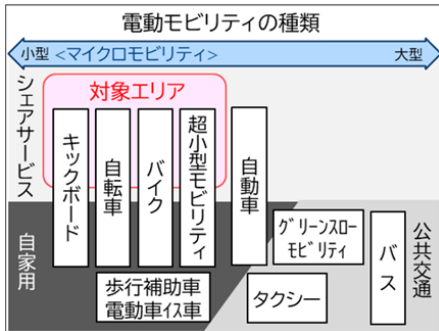 電動モビリティの種類
小型 <マイクロモビリティ> 大型
シェアサービス
対象エリア
キックボード
自転車
バイク
超小型モビリティ
自動車
自家用
グリーンスロー
モビリティ
バス
公共交通
歩行補助車
電動車イス車
タクシー